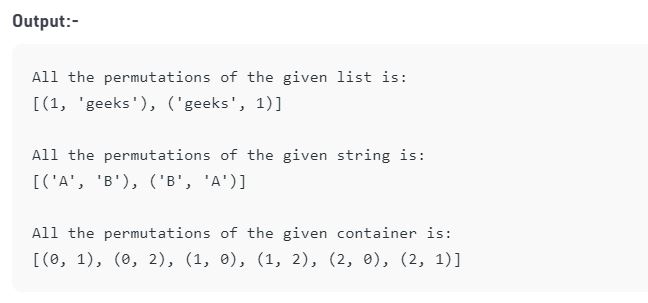 Output:-
All the permutations of the given list is:
[(1, 'geeks'), ('geeks', 1)]
All the permutations of the given string is:
[('A', 'B'), ('B', 'A')]
All the permutations of the given container is:
[(0, 1), (0, 2), (1, 0), (1, 2), (2, 0), (2, 1)]